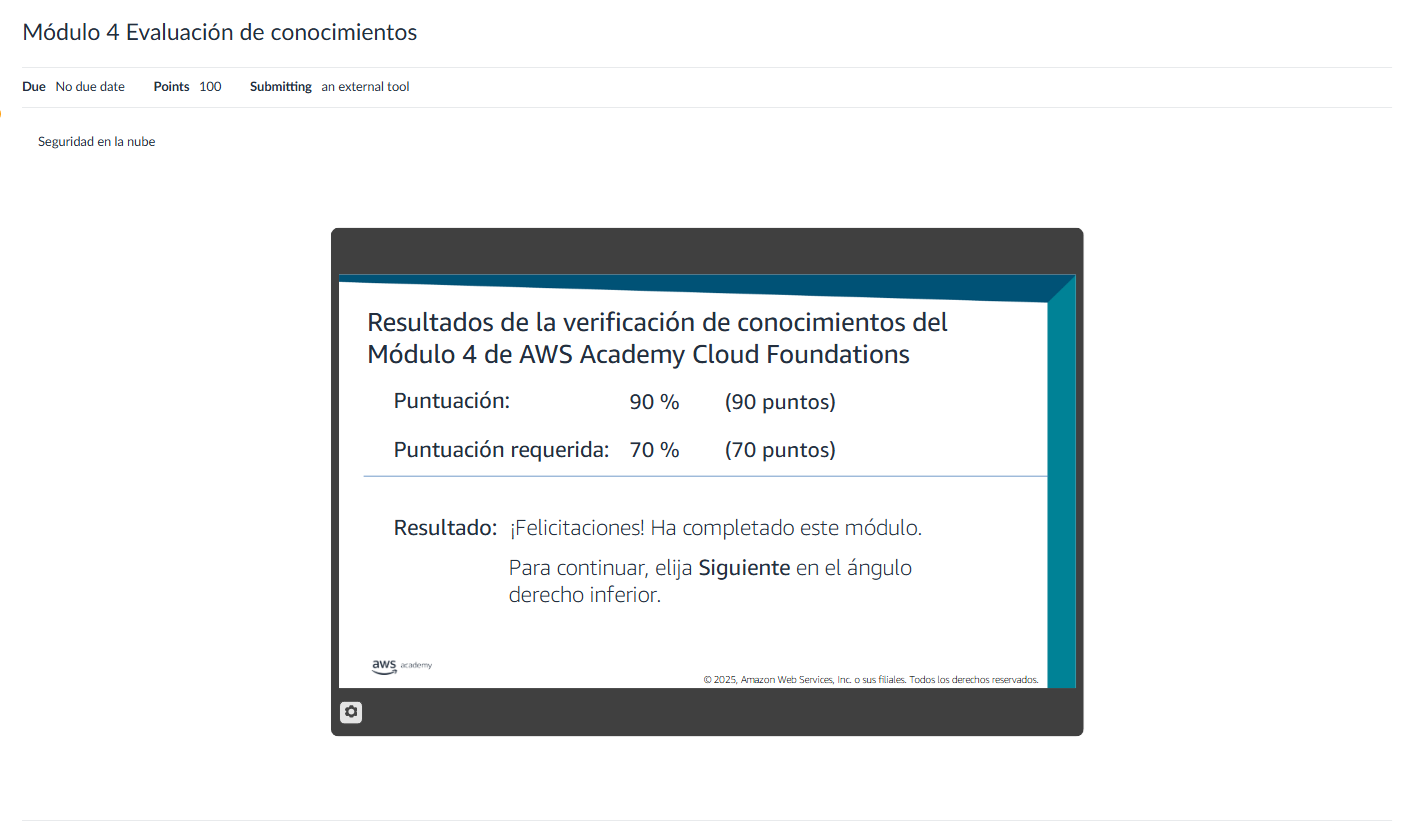 Módulo 4 Evaluación de conocimientos
Due No due date Points 100 Submitting an external tool
Seguridad en la nube
Resultados de la verificación de conocimientos del
Módulo 4 de AWS Academy Cloud Foundations
Puntuación: 90 % (90 puntos)
Puntuación requerida: 70 % (70 puntos)
Resultado: ¡Felicitaciones! Ha completado este módulo.
Para continuar, elija Siguiente en el ángulo
derecho inferior.
aws academy
© 2025, Amazon Web Services, Inc. o sus filiales. Todos los derechos reservados.